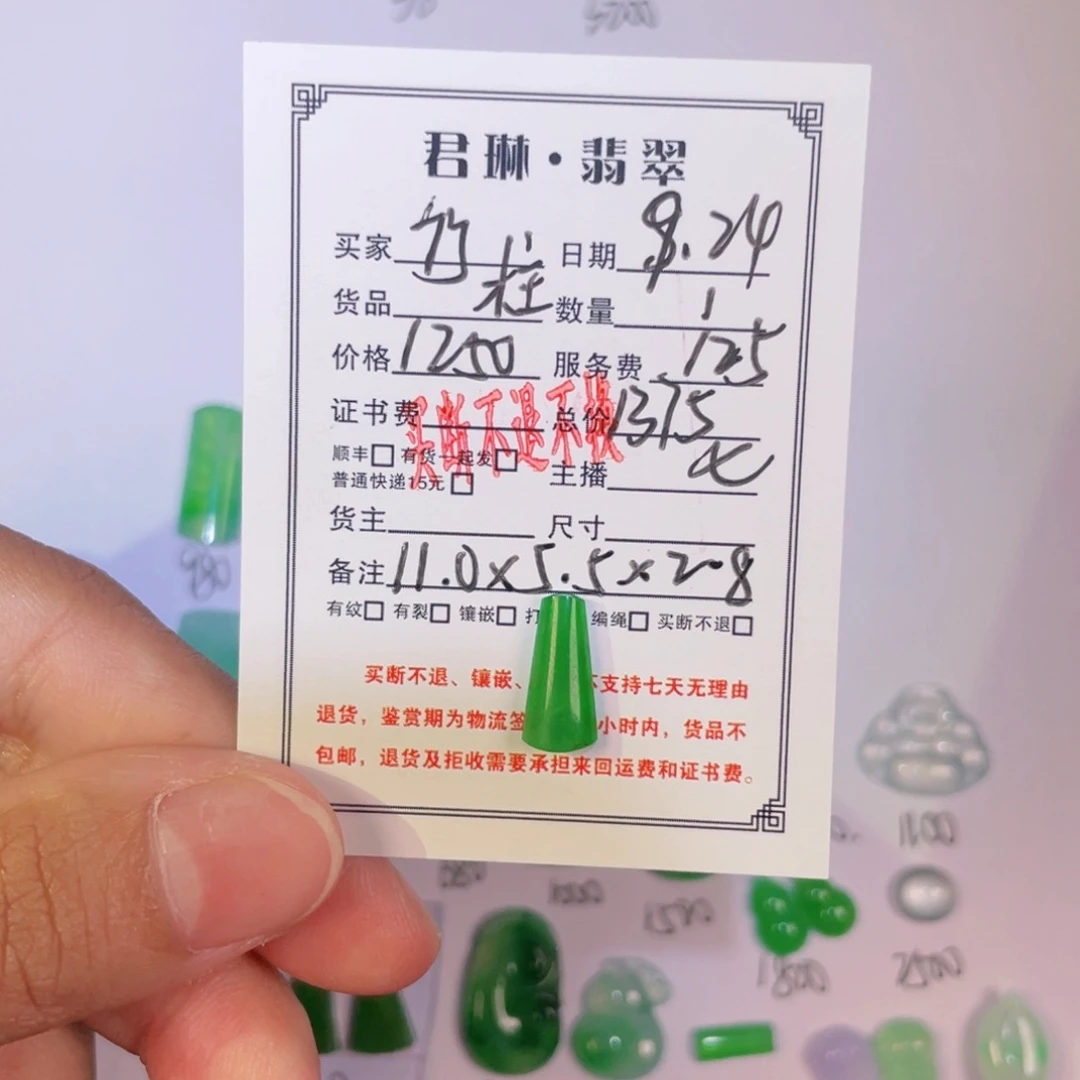 5200
君琳·翡翠
买家 日期 8.24
货品 柱 数量 1
价格 1250 服务费 125
证书费 总价 1375
买断不退不换
顺丰□ 有货一起发□
普通快递15元□ 主播
货主 尺寸
备注 11.0×5.5×2.8
有纹□ 有裂□ 镶嵌□ 打 编绳□ 买断不退□
买断不退、镶嵌、 不支持七天无理由
退货，鉴赏期为物流签 小时内，货品不
包邮，退货及拒收需要承担来回运费和证书费。
980
1600
1500
1800
2500